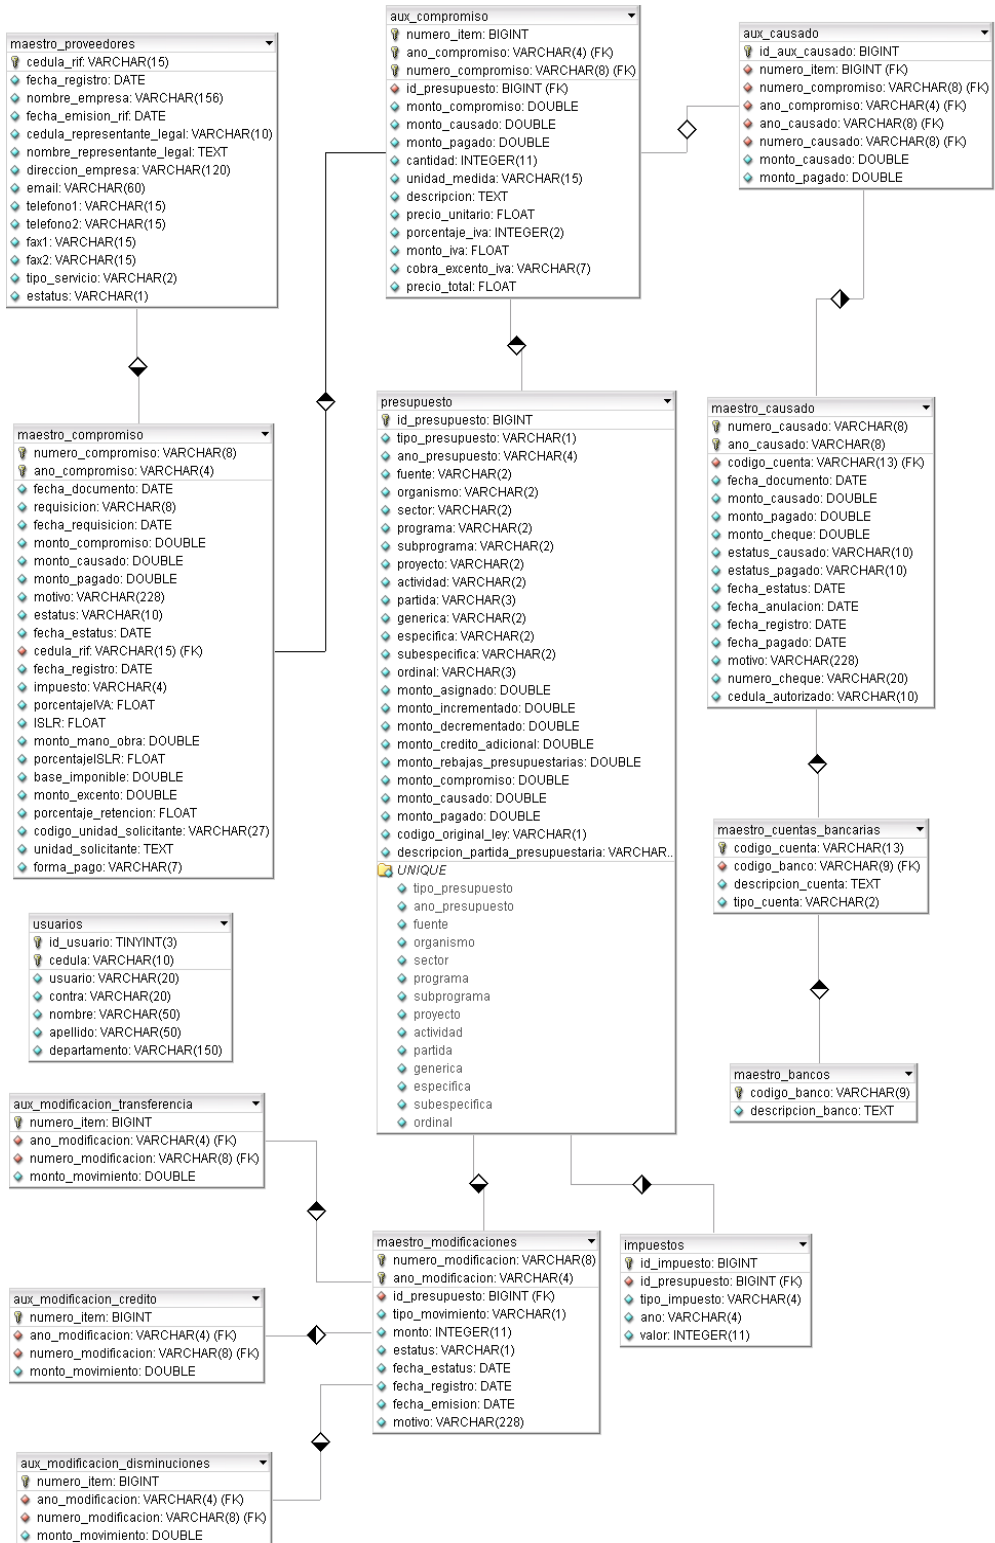 maestro_proveedores
cedula_rif: VARCHAR(15)
fecha_registro: DATE
nombre_empresa: VARCHAR(156)
fecha_emision_rif: DATE
cedula_representante_legal: VARCHAR(10)
nombre_representante_legal: TEXT
direccion_empresa: VARCHAR(120)
email: VARCHAR(60)
telefono1: VARCHAR(15)
telefono2: VARCHAR(15)
fax1: VARCHAR(15)
fax2: VARCHAR(15)
tipo_servicio: VARCHAR(2)
estatus: VARCHAR(1)
aux_compromiso
numero_item: BIGINT
ano_compromiso: VARCHAR(4) (FK)
numero_compromiso: VARCHAR(8) (FK)
id_presupuesto: BIGINT (FK)
monto_compromiso: DOUBLE
monto_causado: DOUBLE
monto_pagado: DOUBLE
cantidad: INTEGER(11)
unidad_medida: VARCHAR(15)
descripcion: TEXT
precio_unitario: FLOAT
porcentaje_iva: INTEGER(2)
monto_iva: FLOAT
cobra_excento_iva: VARCHAR(7)
precio_total: FLOAT
aux_causado
id_aux_causado: BIGINT
numero_item: BIGINT (FK)
numero_compromiso: VARCHAR(8) (FK)
ano_compromiso: VARCHAR(4) (FK)
ano_causado: VARCHAR(8) (FK)
numero_causado: VARCHAR(8) (FK)
monto_causado: DOUBLE
monto_pagado: DOUBLE
maestro_compromiso
numero_compromiso: VARCHAR(8)
ano_compromiso: VARCHAR(4)
fecha_documento: DATE
requisicion: VARCHAR(8)
fecha_requisicion: DATE
monto_compromiso: DOUBLE
monto_causado: DOUBLE
monto_pagado: DOUBLE
motivo: VARCHAR(228)
estatus: VARCHAR(10)
fecha_estatus: DATE
cedula_rif: VARCHAR(15) (FK)
fecha_registro: DATE
impuesto: VARCHAR(4)
porcentajeIVA: FLOAT
ISLR: FLOAT
monto_mano_obra: DOUBLE
porcentajeISLR: FLOAT
base_imponible: DOUBLE
monto_excento: DOUBLE
porcentaje_retencion: FLOAT
codigo_unidad_solicitante: VARCHAR(27)
unidad_solicitante: TEXT
forma_pago: VARCHAR(7)
presupuesto
id_presupuesto: BIGINT
tipo_presupuesto: VARCHAR(1)
ano_presupuesto: VARCHAR(4)
fuente: VARCHAR(2)
organismo: VARCHAR(2)
sector: VARCHAR(2)
programa: VARCHAR(2)
subprograma: VARCHAR(2)
proyecto: VARCHAR(2)
actividad: VARCHAR(2)
partida: VARCHAR(3)
generica: VARCHAR(2)
especifica: VARCHAR(2)
subespecifica: VARCHAR(2)
ordinal: VARCHAR(3)
monto_asignado: DOUBLE
monto_incrementado: DOUBLE
monto_decrementado: DOUBLE
monto_credito_adicional: DOUBLE
monto_rebajas_presupuestarias: DOUBLE
monto_compromiso: DOUBLE
monto_causado: DOUBLE
monto_pagado: DOUBLE
codigo_original_ley: VARCHAR(1)
descripcion_partida_presupuestaria: VARCHAR..
UNIQUE
tipo_presupuesto
ano_presupuesto
fuente
organismo
sector
programa
subprograma
proyecto
actividad
partida
generica
especifica
subespecifica
ordinal
maestro_causado
numero_causado: VARCHAR(8)
ano_causado: VARCHAR(8)
codigo_cuenta: VARCHAR(13) (FK)
fecha_documento: DATE
monto_causado: DOUBLE
monto_pagado: DOUBLE
monto_cheque: DOUBLE
estatus_causado: VARCHAR(10)
estatus_pagado: VARCHAR(10)
fecha_estatus: DATE
fecha_anulacion: DATE
fecha_registro: DATE
fecha_pagado: DATE
motivo: VARCHAR(228)
numero_cheque: VARCHAR(20)
cedula_autorizado: VARCHAR(10)
maestro_cuentas_bancarias
codigo_cuenta: VARCHAR(13)
codigo_banco: VARCHAR(9) (FK)
descripcion_cuenta: TEXT
tipo_cuenta: VARCHAR(2)
usuarios
id_usuario: TINYINT(3)
cedula: VARCHAR(10)
usuario: VARCHAR(20)
contra: VARCHAR(20)
nombre: VARCHAR(50)
apellido: VARCHAR(50)
departamento: VARCHAR(150)
maestro_bancos
codigo_banco: VARCHAR(9)
descripcion_banco: TEXT
aux_modificacion_transferencia
numero_item: BIGINT
ano_modificacion: VARCHAR(4) (FK)
numero_modificacion: VARCHAR(8) (FK)
monto_movimiento: DOUBLE
aux_modificacion_credito
numero_item: BIGINT
ano_modificacion: VARCHAR(4) (FK)
numero_modificacion: VARCHAR(8) (FK)
monto_movimiento: DOUBLE
maestro_modificaciones
numero_modificacion: VARCHAR(8)
ano_modificacion: VARCHAR(4)
id_presupuesto: BIGINT (FK)
tipo_movimiento: VARCHAR(1)
monto: INTEGER(11)
estatus: VARCHAR(1)
fecha_estatus: DATE
fecha_registro: DATE
fecha_emision: DATE
motivo: VARCHAR(228)
impuestos
id_impuesto: BIGINT
id_presupuesto: BIGINT (FK)
tipo_impuesto: VARCHAR(4)
ano: VARCHAR(4)
valor: INTEGER(11)
aux_modificacion_disminuciones
numero_item: BIGINT
ano_modificacion: VARCHAR(4) (FK)
numero_modificacion: VARCHAR(8) (FK)
monto_movimiento: DOUBLE